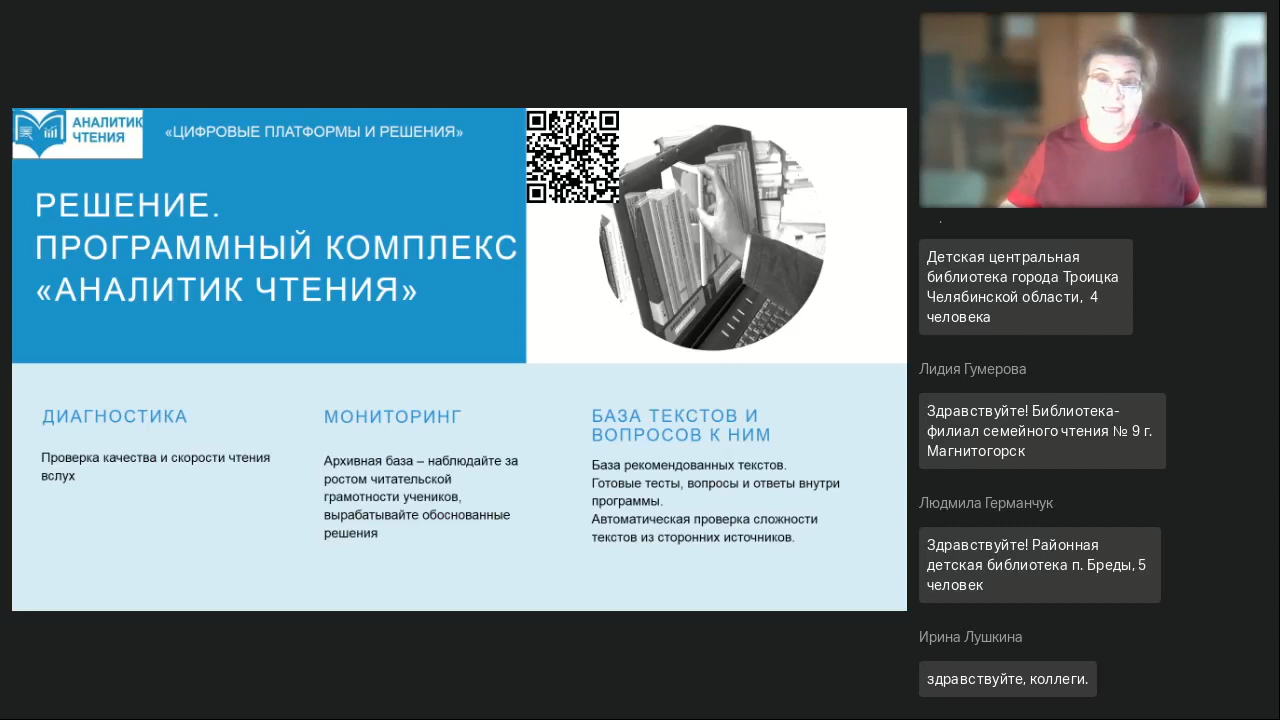 АНАЛИТИК
ЧТЕНИЯ
«ЦИФРОВЫЕ ПЛАТФОРМЫ И РЕШЕНИЯ»
РЕШЕНИЕ.
ПРОГРАММНЫЙ КОМПЛЕКС
«АНАЛИТИК ЧТЕНИЯ»
ДИАГНОСТИКА
Проверка качества и скорости чтения
вслух
МОНИТОРИНГ
Архивная база – наблюдайте за
ростом читательской
грамотности учеников,
вырабатывайте обоснованные
решения
БАЗА ТЕКСТОВ И
ВОПРОСОВ К НИМ
База рекомендованных текстов.
Готовые тесты, вопросы и ответы внутри
программы.
Автоматическая проверка сложности
текстов из сторонних источников.
Детская центральная
библиотека города Троицка
Челябинской области, 4
человека
Лидия Гумерова
Здравствуйте! Библиотека-
филиал семейного чтения № 9 г.
Магнитогорск
Людмила Германчук
Здравствуйте! Районная
детская библиотека п. Бреды, 5
человек
Ирина Лушкина
здравствуйте, коллеги.